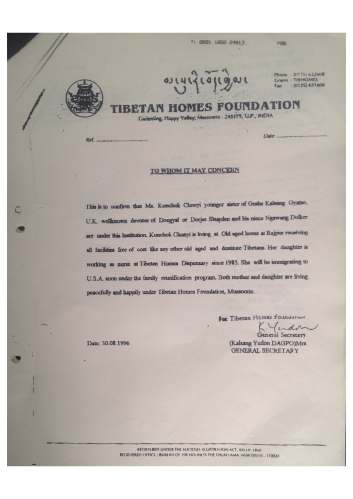 TIBETAN HOMES FOUNDATION
Happy Valley, Mussoorie - 248179, U.P., INDIA
Ref.
Date
TO WHOM IT MAY CONCERN
This is to confirm that Ms. Kunchok Chonyi younger sister of Geshe Kalsang Gyatso,
U.K. wellknown devotee of Dongyal or Dorjee Shugden and his niece Ngawang Dolker
are under this Institution. Kunchok Chonyi is living at Old aged home at Rajpur receiving
all facilities free of cost like any other old aged and destitute Tibetans. Her daughter is
working as nurse at Tibetan Homes Dispensary since 1985. She will be immigrating to
U.S.A. soon under the family reunification program. Both mother and daughter are living
peacefully and happily under Tibetan Homes Foundation, Mussoorie.
For Tibetan Homes Foundation
General Secretary
Date: 30.08.1996
(Kalsang Yudon DAGPO)Mrs
GENERAL SECRETARY